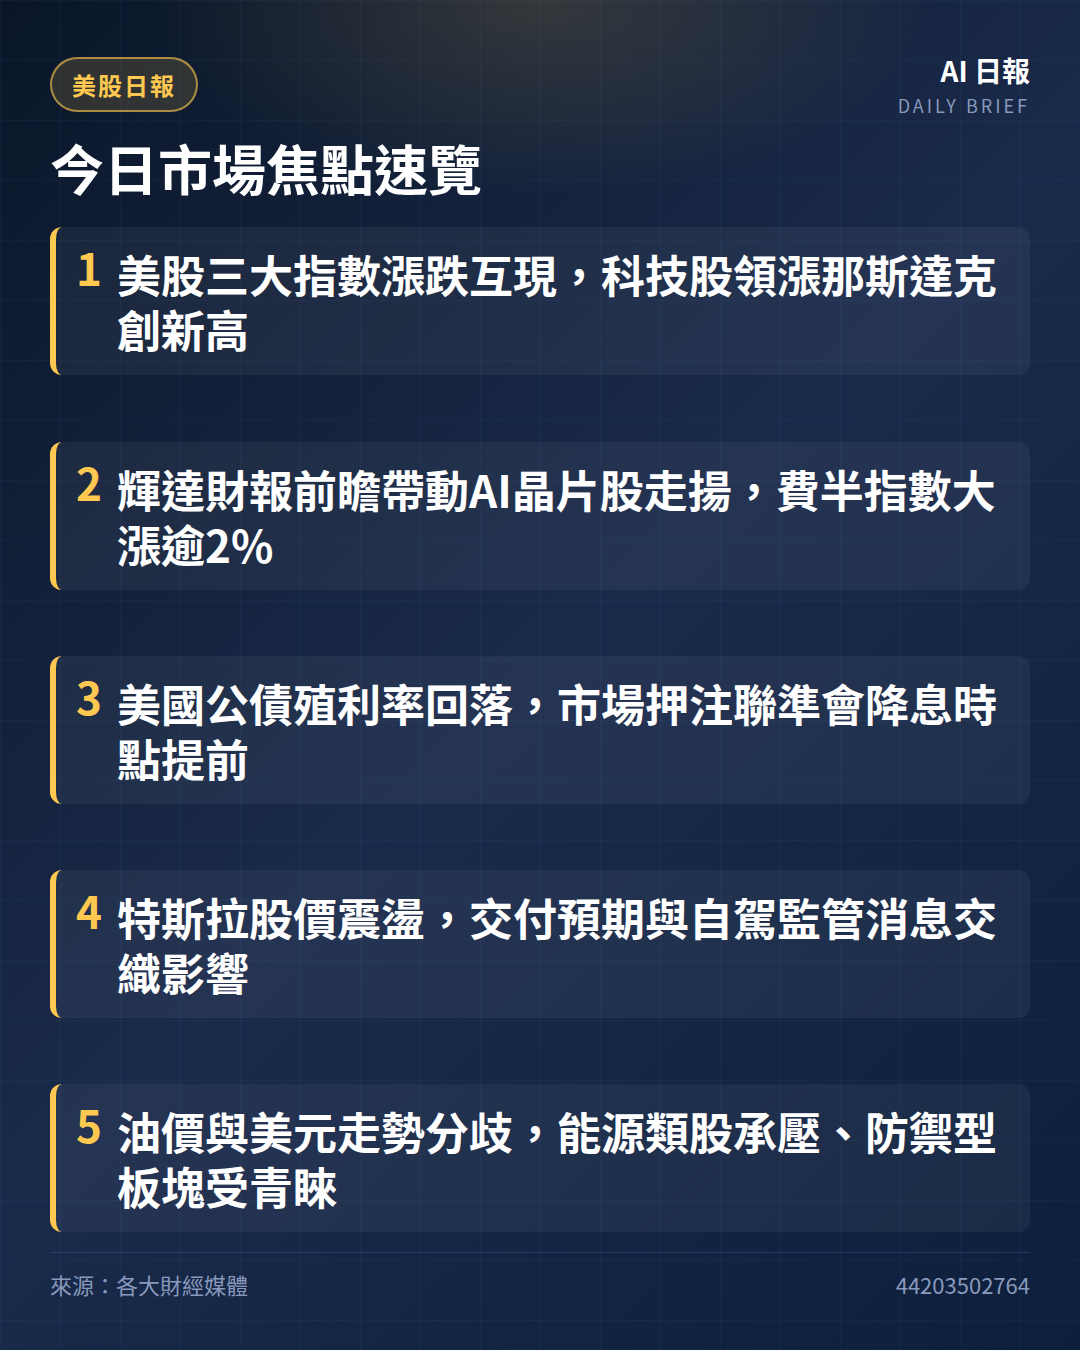 美股日報
AI 日報
DAILY BRIEF
今日市場焦點速覽
1 美股三大指數漲跌互現，科技股領漲那斯達克
創新高
2 輝達財報前瞻帶動AI晶片股走揚，費半指數大
漲逾2%
3 美國公債殖利率回落，市場押注聯準會降息時
點提前
4 特斯拉股價震盪，交付預期與自駕監管消息交
織影響
5 油價與美元走勢分歧，能源類股承壓、防禦型
板塊受青睞
來源：各大財經媒體
44203502764